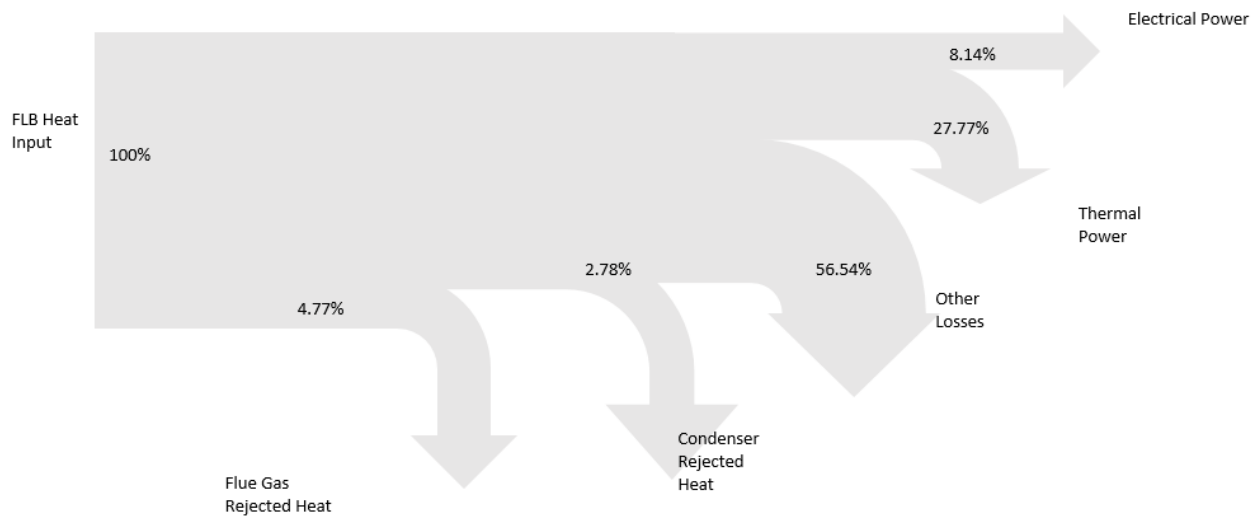 Electrical Power
8.14%
FLB Heat
Input
27.77%
100%
Thermal
Power
2.78%
56.54%
4.77%
Other
Losses
Condenser
Rejected
Heat
Flue Gas
Rejected Heat